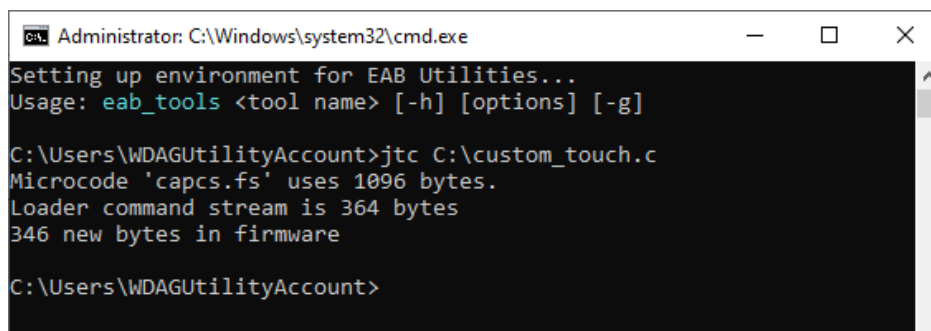 Administrator: C:\Windows\system32\cmd.exe
Setting up environment for EAB Utilities...
Usage: eab_tools <tool name> [-h] [options] [-g]
C:\Users\WDAGUtilityAccount>jtc C:\custom_touch.c
Microcode 'capcs.fs' uses 1096 bytes.
Loader command stream is 364 bytes
346 new bytes in firmware
C:\Users\WDAGUtilityAccount>